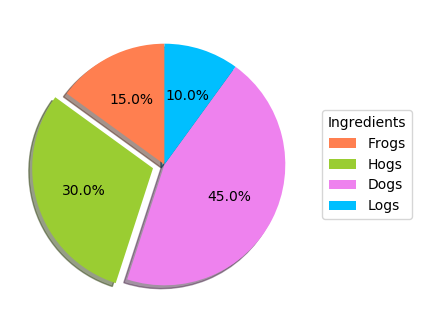 15.0%
10.0%
30.0%
45.0%
Ingredients
Frogs
Hogs
Dogs
Logs